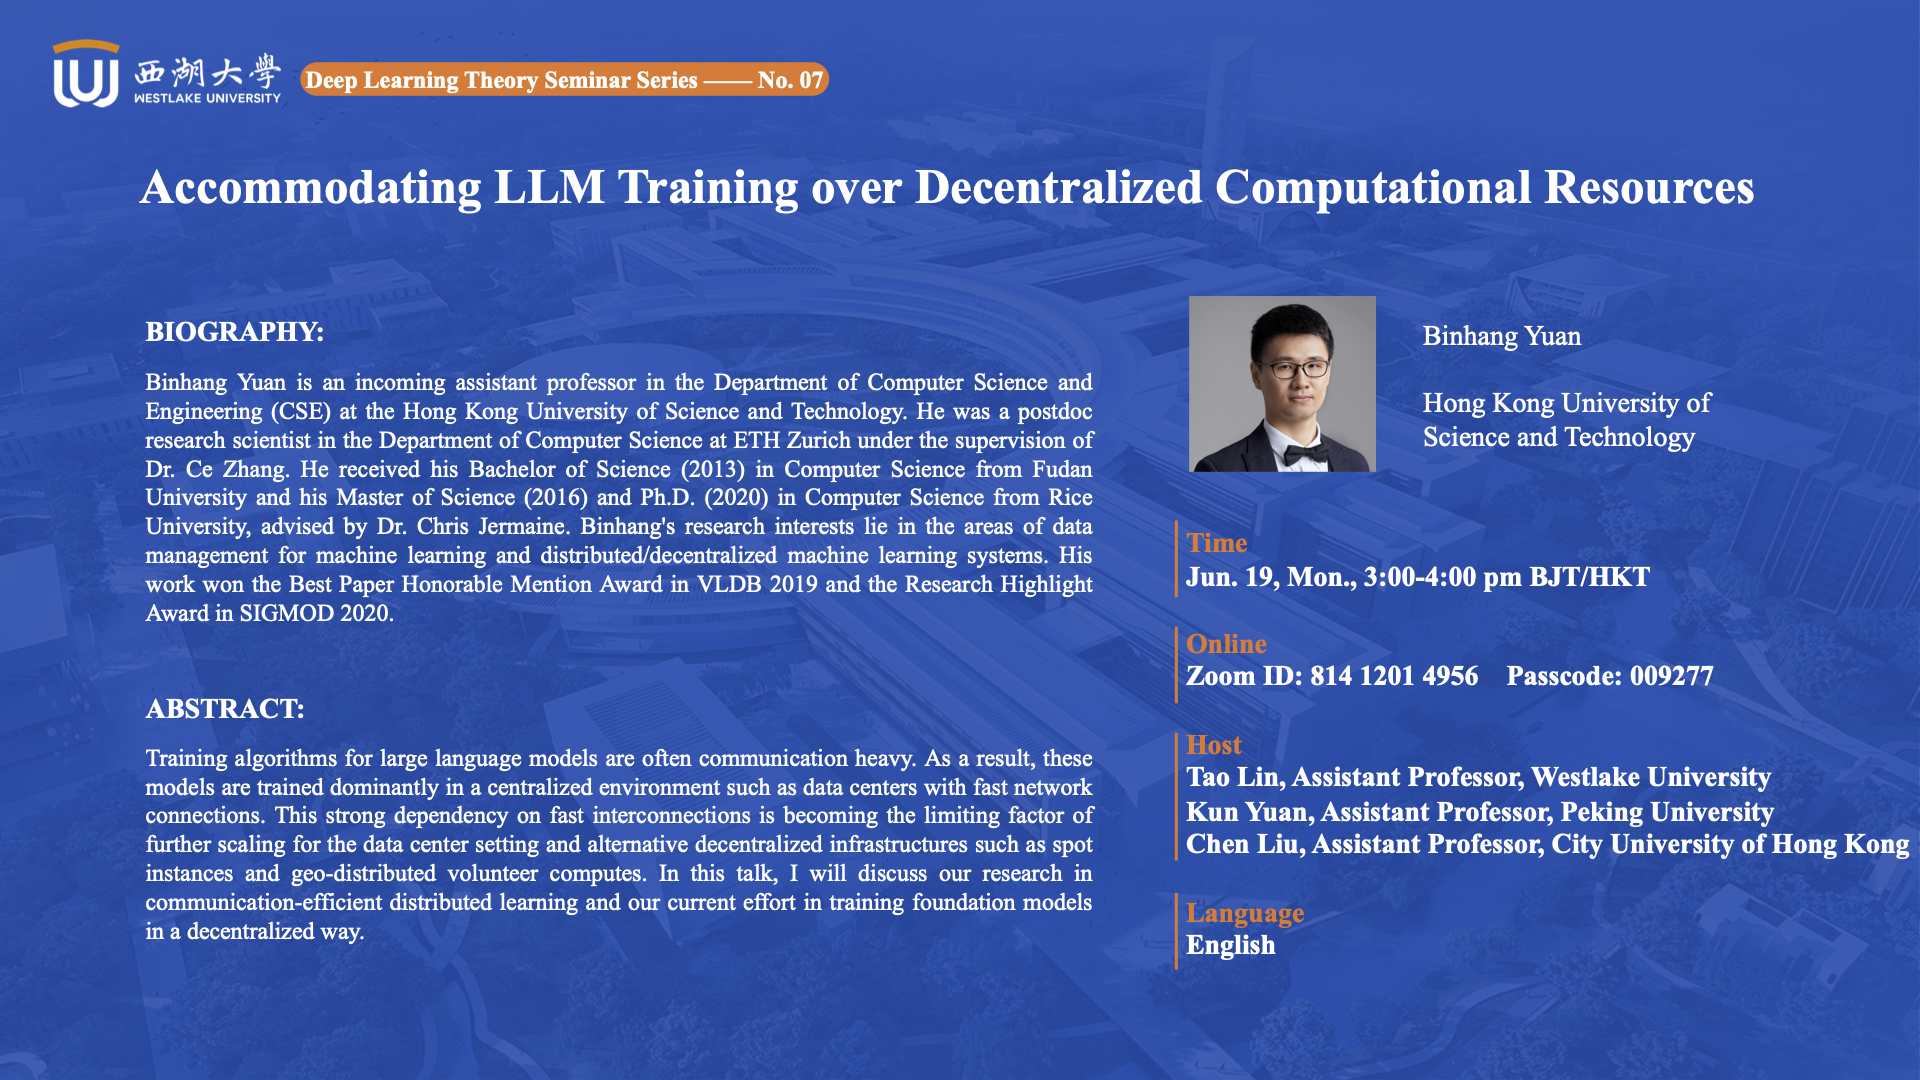 西湖大學
WESTLAKE UNIVERSITY
Deep Learning Theory Seminar Series —— No. 07
Accommodating LLM Training over Decentralized Computational Resources
BIOGRAPHY:
Binhang Yuan is an incoming assistant professor in the Department of Computer Science and
Engineering (CSE) at the Hong Kong University of Science and Technology. He was a postdoc
research scientist in the Department of Computer Science at ETH Zurich under the supervision of
Dr. Ce Zhang. He received his Bachelor of Science (2013) in Computer Science from Fudan
University and his Master of Science (2016) and Ph.D. (2020) in Computer Science from Rice
University, advised by Dr. Chris Jermaine. Binhang's research interests lie in the areas of data
management for machine learning and distributed/decentralized machine learning systems. His
work won the Best Paper Honorable Mention Award in VLDB 2019 and the Research Highlight
Award in SIGMOD 2020.
ABSTRACT:
Training algorithms for large language models are often communication heavy. As a result, these
models are trained dominantly in a centralized environment such as data centers with fast network
connections. This strong dependency on fast interconnections is becoming the limiting factor of
further scaling for the data center setting and alternative decentralized infrastructures such as spot
instances and geo-distributed volunteer computes. In this talk, I will discuss our research in
communication-efficient distributed learning and our current effort in training foundation models
in a decentralized way.
Binhang Yuan
Hong Kong University of
Science and Technology
Time
Jun. 19, Mon., 3:00-4:00 pm BJT/HKT
Online
Zoom ID: 814 1201 4956 Passcode: 009277
Host
Tao Lin, Assistant Professor, Westlake University
Kun Yuan, Assistant Professor, Peking University
Chen Liu, Assistant Professor, City University of Hong Kong
Language
English